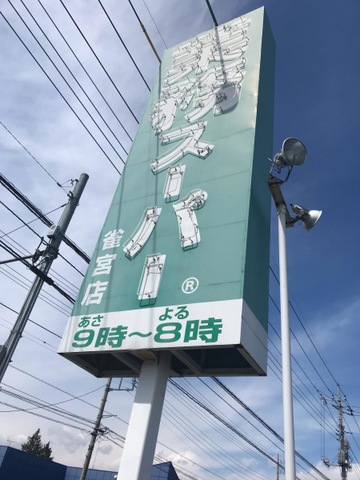 業務スーパー
雀宮店
®
あさ よる
9時～8時